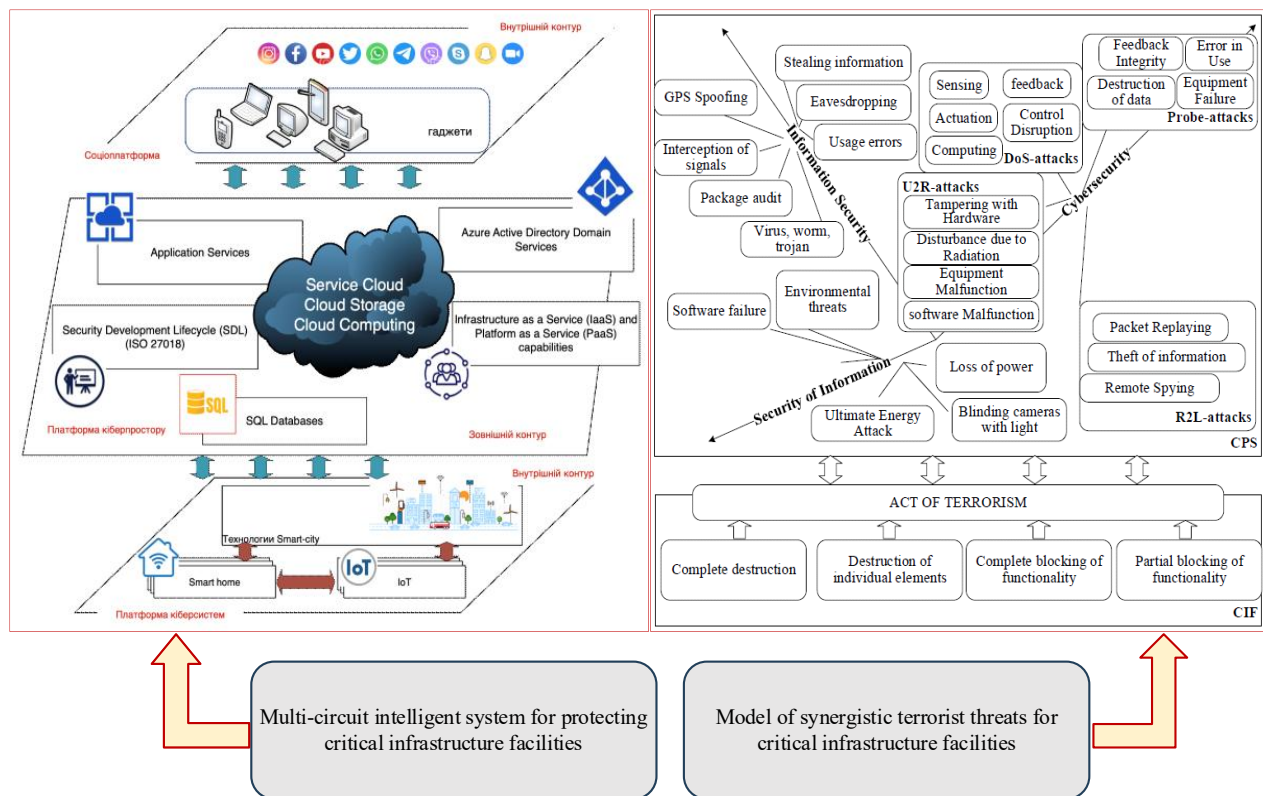 Внутрішній контур
гаджети
Соціоплатформа
Application Services
Azure Active Directory Domain
Services
Service Cloud
Cloud Storage
Cloud Computing
Security Development Lifecycle (SDL)
(ISO 27018)
Infrastructure as a Service (IaaS) and
Platform as a Service (PaaS)
capabilities
SQL
SQL Databases
Платформа кіберпростору
Зовнішній контур
Внутрішній контур
Технологии Smart-city
Smart home
IoT
IoT
Платформа кіберсистем
Stealing information
GPS Spoofing
Eavesdropping
Usage errors
Interception of
signals
Package audit
Virus, worm,
trojan
Information Security
Sensing
feedback
Actuation
Control
Disruption
Computing
DoS-attacks
Feedback
Integrity
Error in
Use
Destruction
of data
Equipment
Failure
Probe-attacks
Cybersecurity
U2R-attacks
Tampering with
Hardware
Disturbance due to
Radiation
Equipment
Malfunction
software Malfunction
Software failure
Environmental
threats
Security of Information
Loss of power
Ultimate Energy
Attack
Blinding cameras
with light
Packet Replaying
Theft of information
Remote Spying
R2L-attacks
CPS
ACT OF TERRORISM
Complete destruction
Destruction of
individual elements
Complete blocking of
functionality
Partial blocking of
functionality
CIF
Multi-circuit intelligent system for protecting
critical infrastructure facilities
Model of synergistic terrorist threats for
critical infrastructure facilities